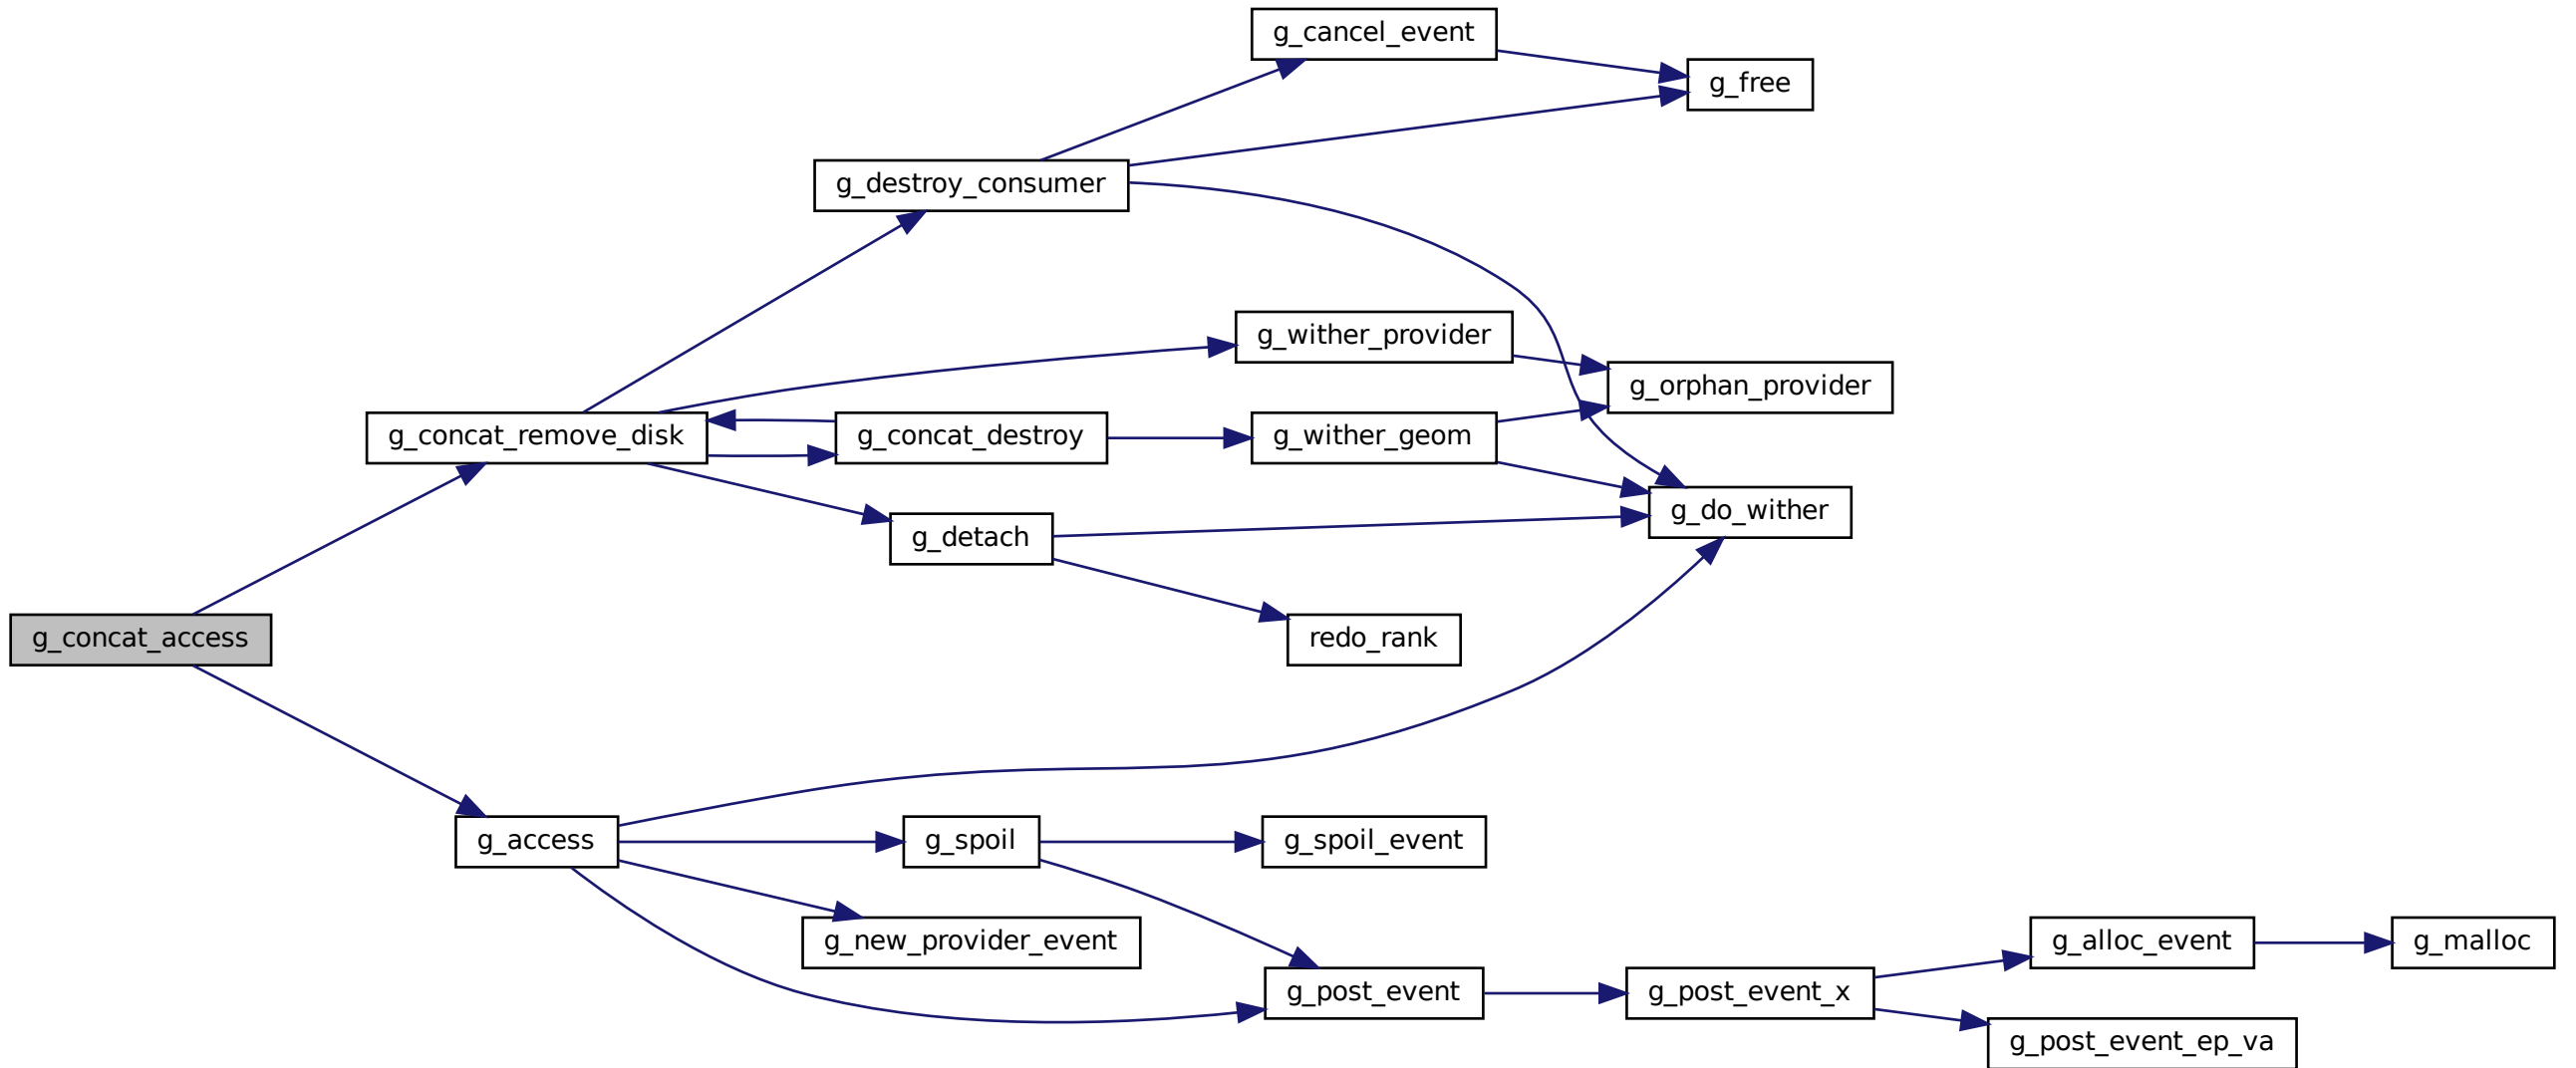 g_cancel_event
g_free
g_destroy_consumer
g_wither_provider
g_orphan_provider
g_concat_remove_disk
g_concat_destroy
g_wither_geom
g_do_wither
g_detach
g_concat_access
redo_rank
g_access
g_spoil
g_spoil_event
g_new_provider_event
g_alloc_event
g_malloc
g_post_event
g_post_event_x
g_post_event_ep_va